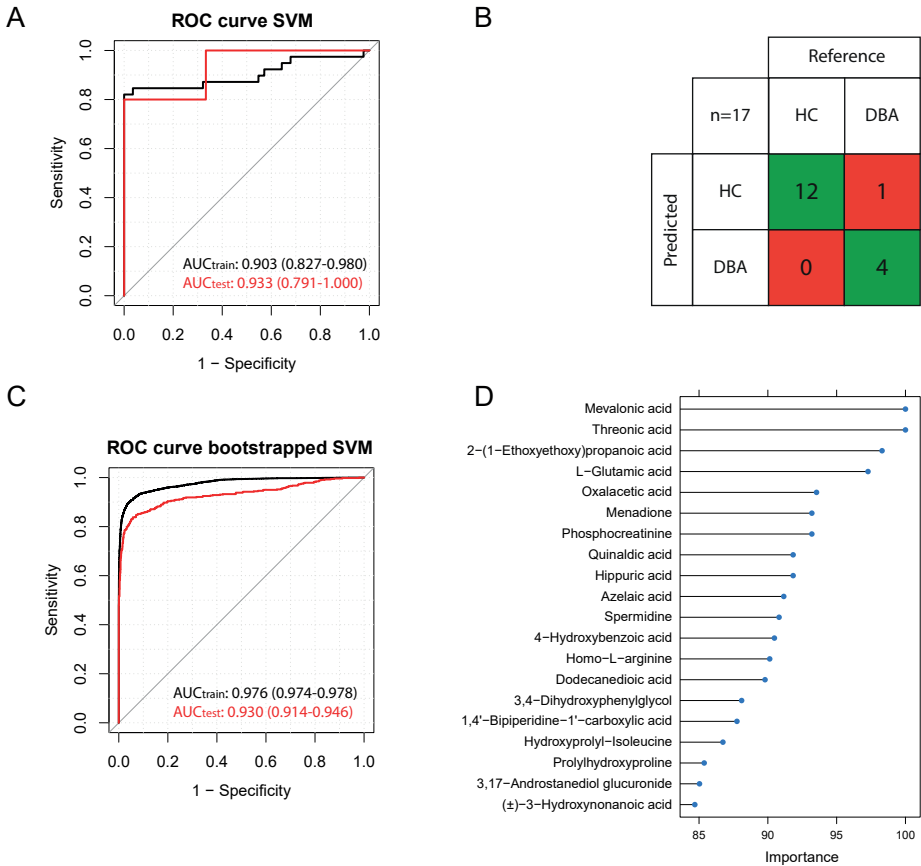 A
ROC curve SVM
Sensitivity
0.0 0.2 0.4 0.6 0.8 1.0
AUCtrain: 0.903 (0.827-0.980)
AUCtest: 0.933 (0.791-1.000)
0.0 0.2 0.4 0.6 0.8 1.0
1 − Specificity
B
Reference
n=17 HC DBA
Predicted
HC 12 1
DBA 0 4
C
ROC curve bootstrapped SVM
Sensitivity
0.0 0.2 0.4 0.6 0.8 1.0
AUCtrain: 0.976 (0.974-0.978)
AUCtest: 0.930 (0.914-0.946)
0.0 0.2 0.4 0.6 0.8 1.0
1 − Specificity
D
Mevalonic acid
Threonic acid
2−(1−Ethoxyethoxy)propanoic acid
L−Glutamic acid
Oxalacetic acid
Menadione
Phosphocreatinine
Quinaldic acid
Hippuric acid
Azelaic acid
Spermidine
4−Hydroxybenzoic acid
Homo−L−arginine
Dodecanedioic acid
3,4−Dihydroxyphenylglycol
1,4'−Bipiperidine−1'−carboxylic acid
Hydroxyprolyl−Isoleucine
Prolylhydroxyproline
3,17−Androstanediol glucuronide
(±)−3−Hydroxynonanoic acid
85 90 95 100
Importance